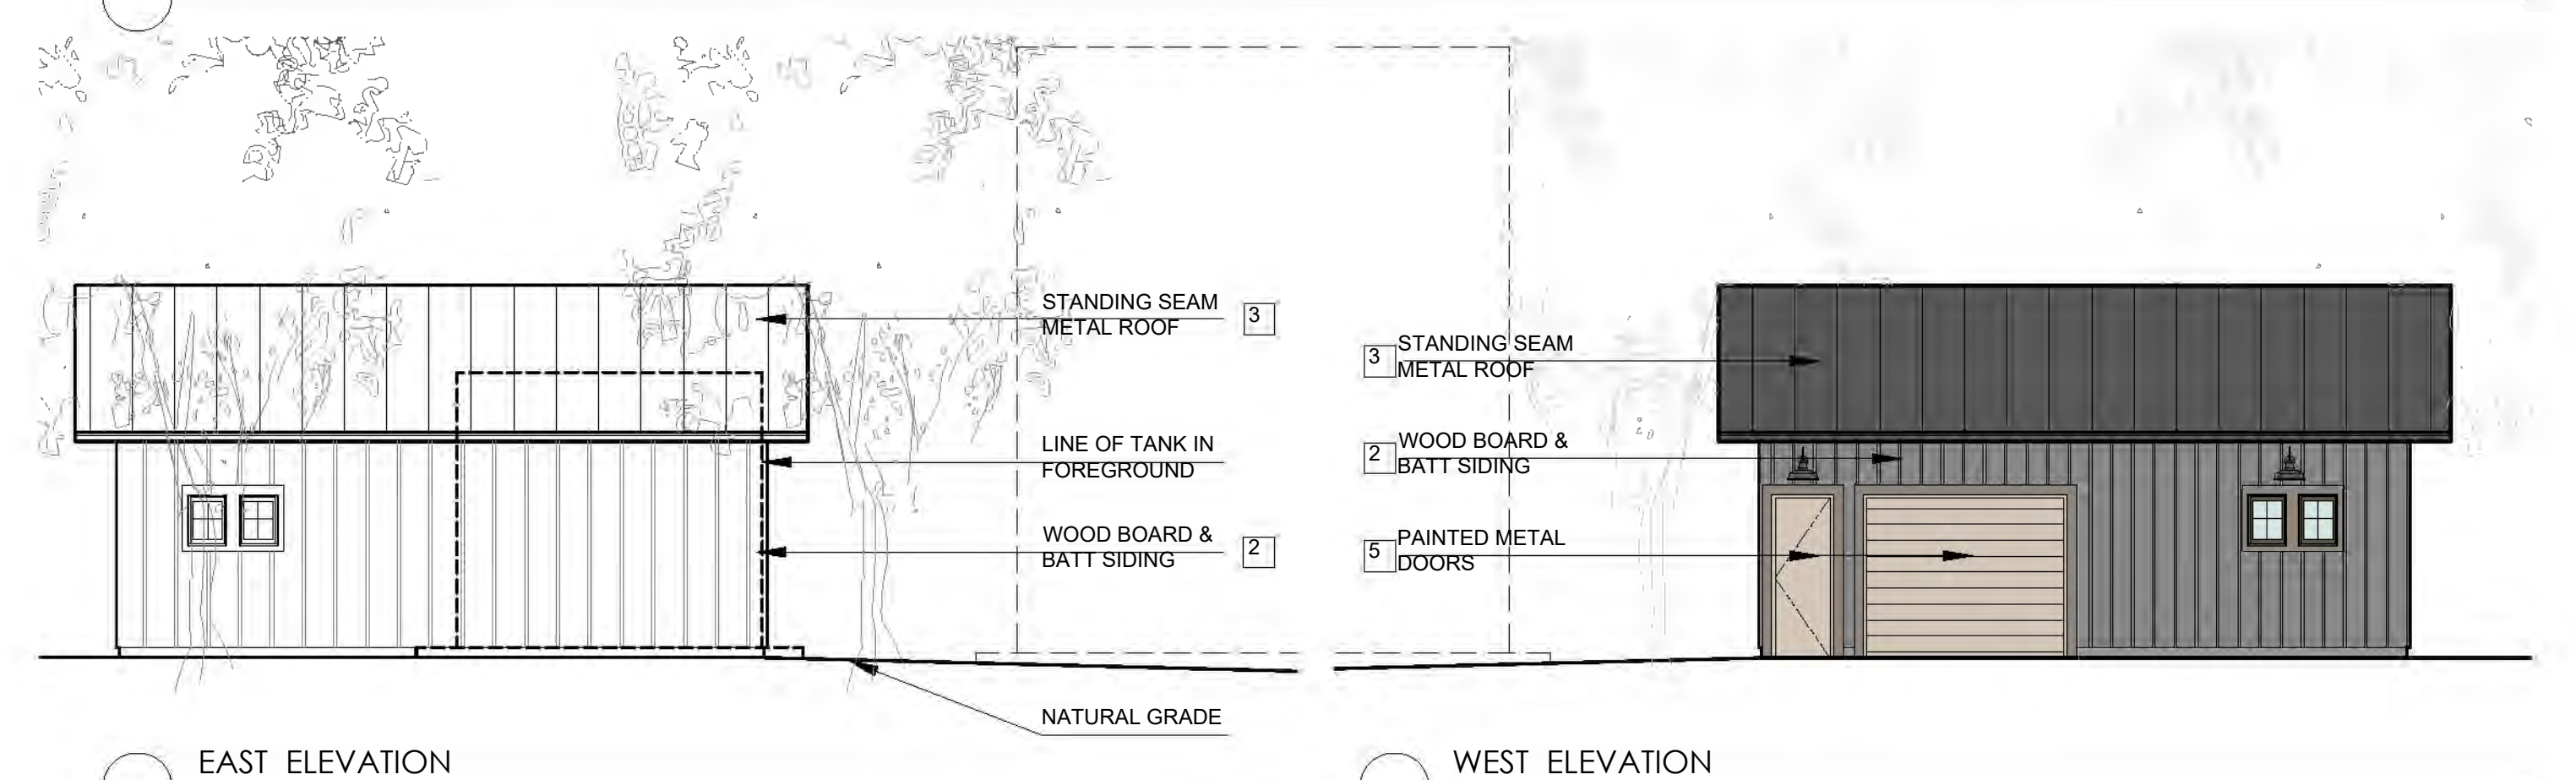 STANDING SEAM
METAL ROOF
3
LINE OF TANK IN
FOREGROUND
WOOD BOARD &
BATT SIDING
2
NATURAL GRADE
EAST ELEVATION
3
STANDING SEAM
METAL ROOF
2
WOOD BOARD &
BATT SIDING
5
PAINTED METAL
DOORS
WEST ELEVATION